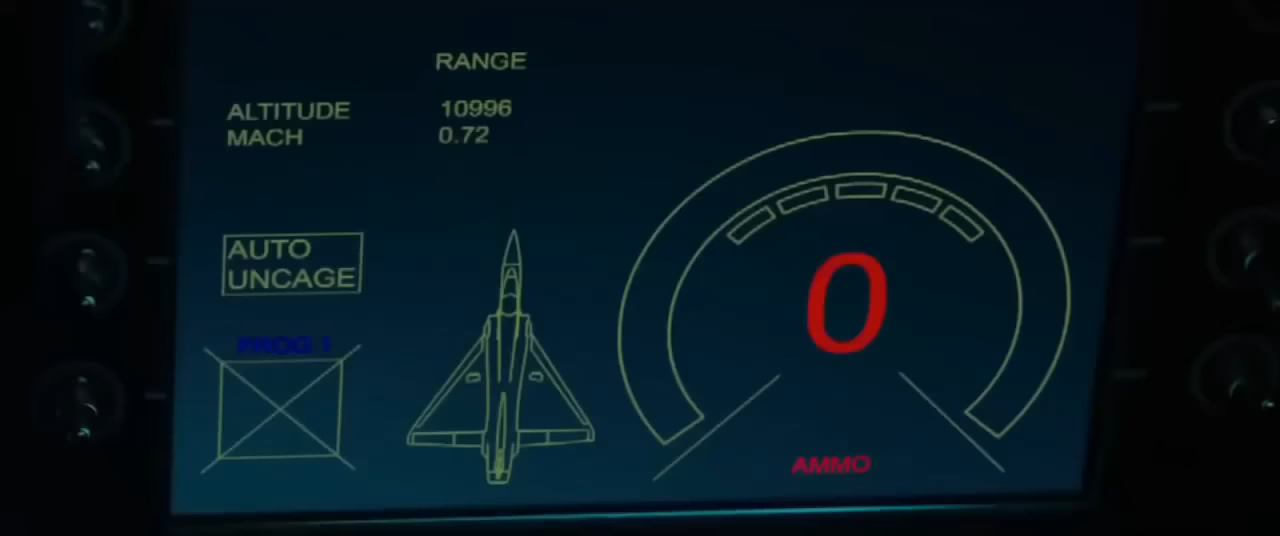 RANGE
ALTITUDE 10996
MACH 0.72
AUTO
UNCAGE
PROG 1
0
AMMO